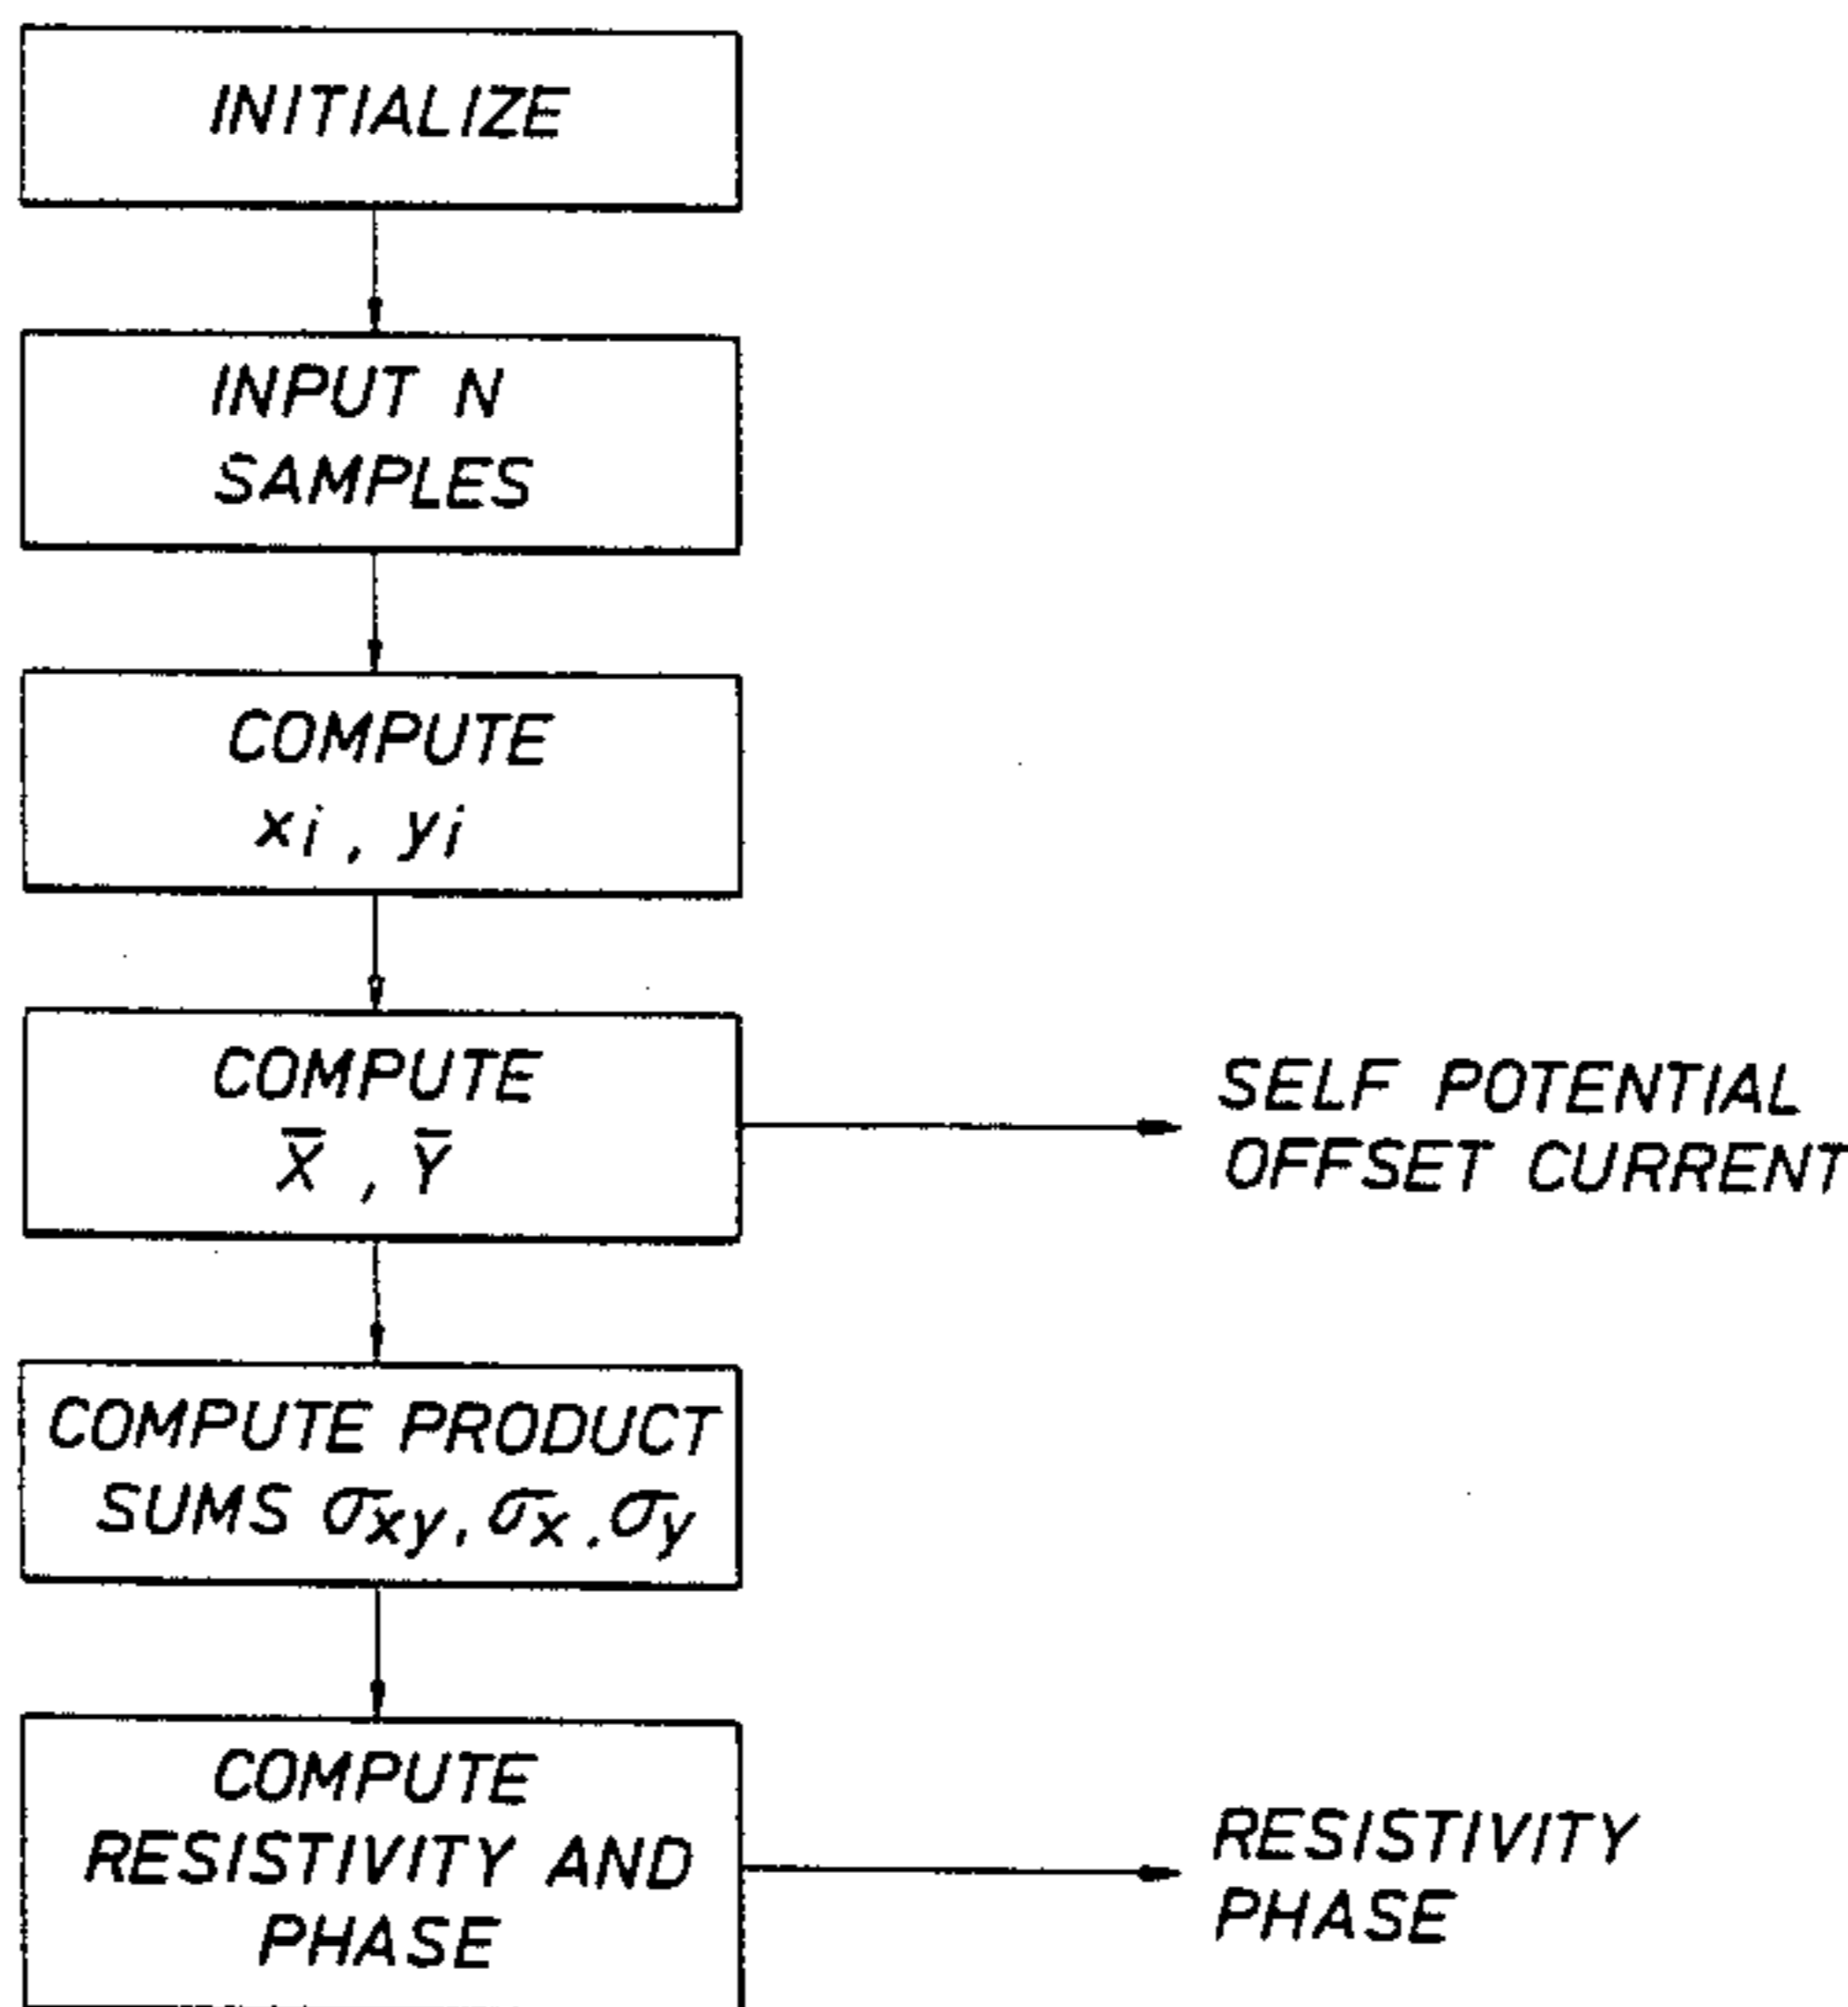 INITIALIZE
INPUT N
SAMPLES
COMPUTE
xi, yi
COMPUTE
X̅, Y̅
SELF POTENTIAL
OFFSET CURRENT
COMPUTE PRODUCT
SUMS σxy, σx, σy
COMPUTE
RESISTIVITY AND
PHASE
RESISTIVITY
PHASE